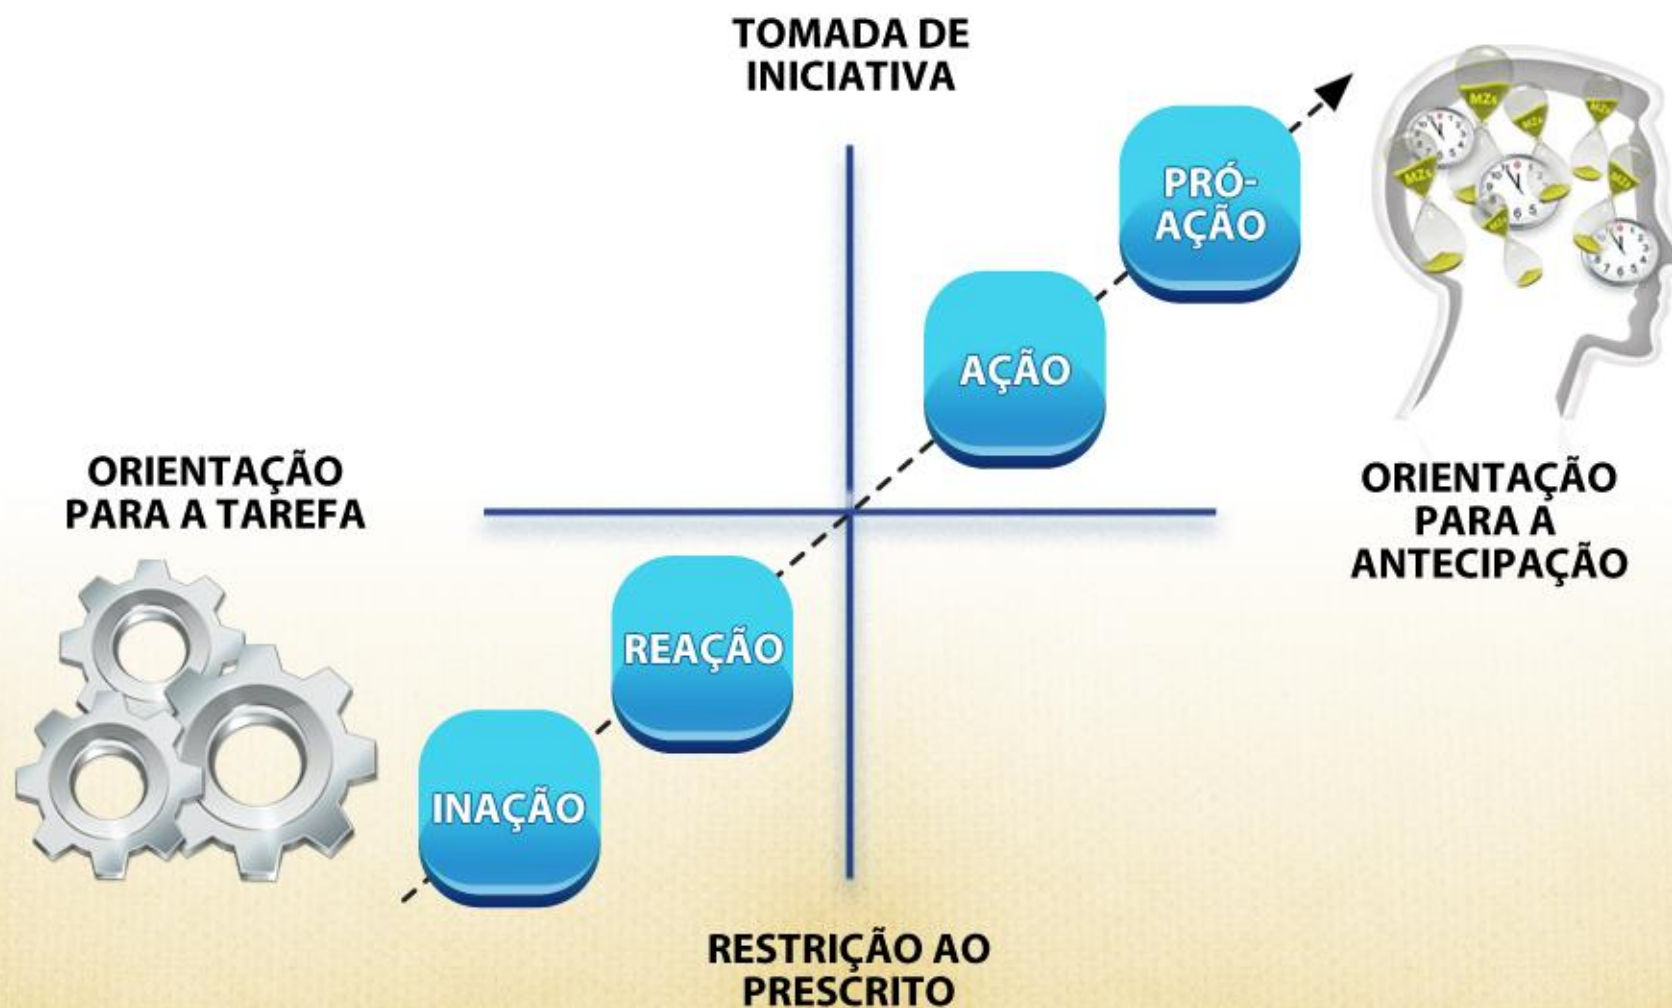 TOMADA DE
INICIATIVA
PRÓ-
AÇÃO
AÇÃO
ORIENTAÇÃO
PARA A TAREFA
ORIENTAÇÃO
PARA A
ANTECIPAÇÃO
REAÇÃO
INAÇÃO
RESTRIÇÃO AO
PRESCRITO